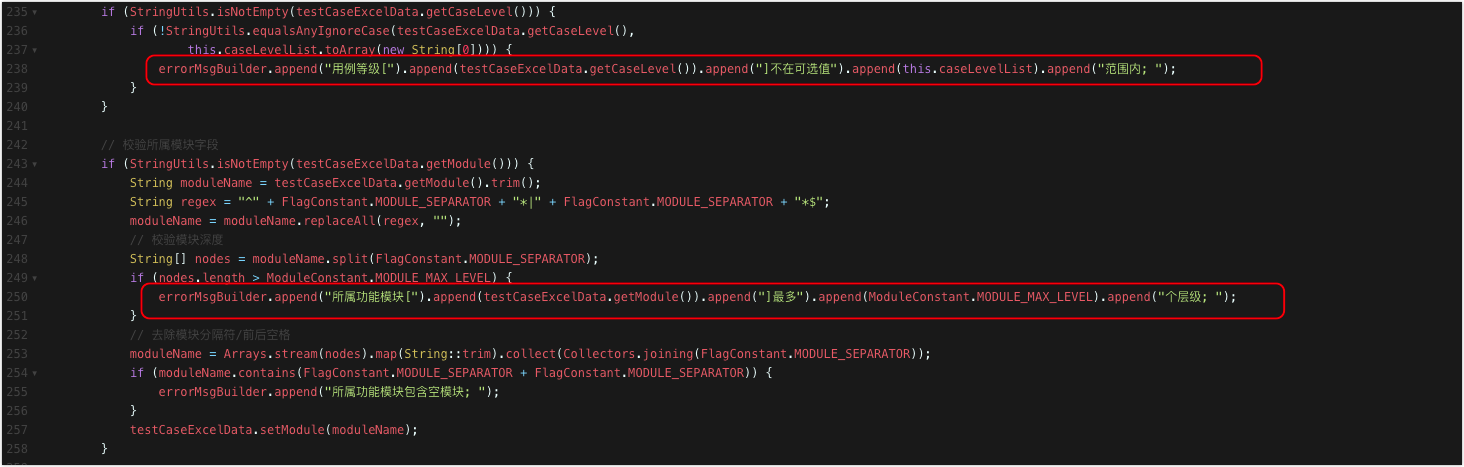 235 if (StringUtils.isNotEmpty(testCaseExcelData.getCaseLevel())) {
236 if (!StringUtils.equalsAnyIgnoreCase(testCaseExcelData.getCaseLevel(),
237 this.caseLevelList.toArray(new String[0]))) {
238 errorMsgBuilder.append("用例等级[").append(testCaseExcelData.getCaseLevel()).append("]不在可选值").append(this.caseLevelList).append("范围内; ");
239 }
240 }
241
242 // 校验所属模块字段
243 if (StringUtils.isNotEmpty(testCaseExcelData.getModule())) {
244 String moduleName = testCaseExcelData.getModule().trim();
245 String regex = "^" + FlagConstant.MODULE_SEPARATOR + "*|" + FlagConstant.MODULE_SEPARATOR + "*$";
246 moduleName = moduleName.replaceAll(regex, "");
247 // 校验模块深度
248 String[] nodes = moduleName.split(FlagConstant.MODULE_SEPARATOR);
249 if (nodes.length > ModuleConstant.MODULE_MAX_LEVEL) {
250 errorMsgBuilder.append("所属功能模块[").append(testCaseExcelData.getModule()).append("]最多").append(ModuleConstant.MODULE_MAX_LEVEL).append("个层级; ");
251 }
252 // 去除模块分隔符/前后空格
253 moduleName = Arrays.stream(nodes).map(String::trim).collect(Collectors.joining(FlagConstant.MODULE_SEPARATOR));
254 if (moduleName.contains(FlagConstant.MODULE_SEPARATOR + FlagConstant.MODULE_SEPARATOR)) {
255 errorMsgBuilder.append("所属功能模块包含空模块; ");
256 }
257 testCaseExcelData.setModule(moduleName);
258 }